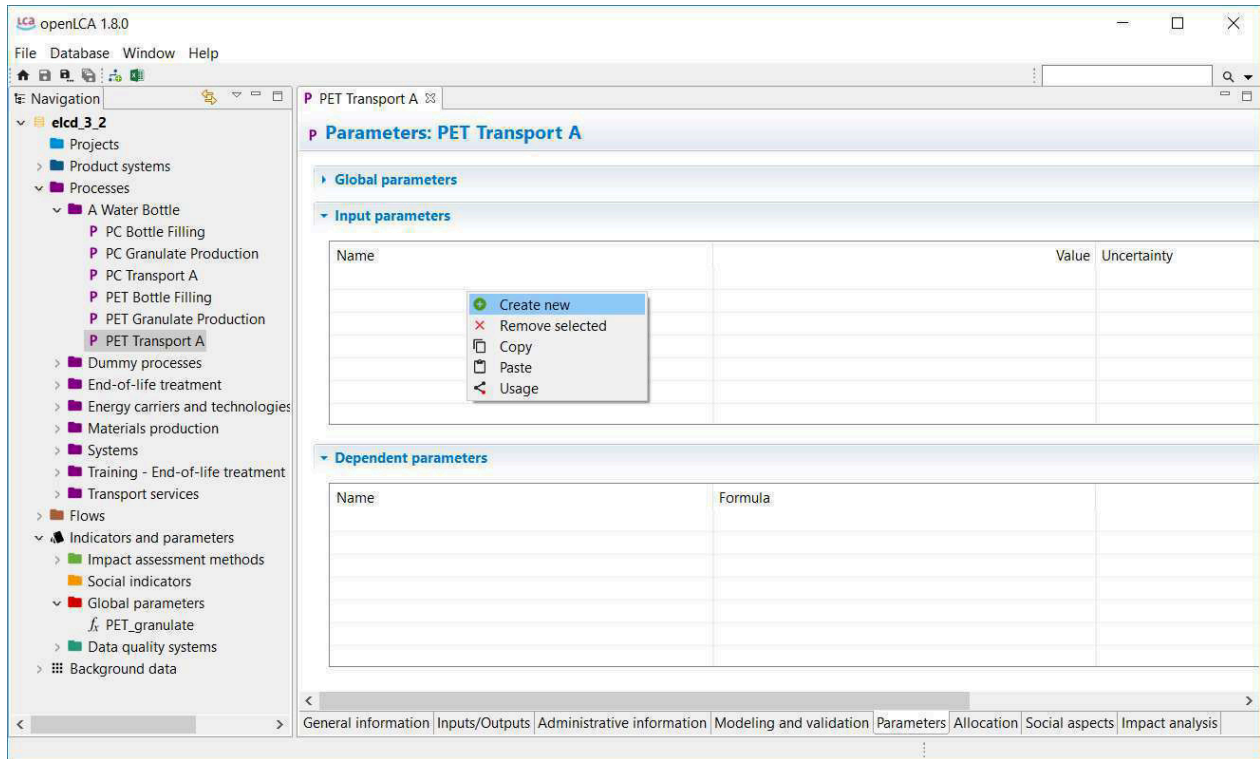 LCa openLCA 1.8.0
File Database Window Help
Navigation
elcd_3_2
Projects
Product systems
Processes
A Water Bottle
P PC Bottle Filling
P PC Granulate Production
P PC Transport A
P PET Bottle Filling
P PET Granulate Production
P PET Transport A
Dummy processes
End-of-life treatment
Energy carriers and technologies
Materials production
Systems
Training - End-of-life treatment
Transport services
Flows
Indicators and parameters
Impact assessment methods
Social indicators
Global parameters
fx PET_granulate
Data quality systems
Background data
P PET Transport A
P Parameters: PET Transport A
Global parameters
Input parameters
Name Value Uncertainty
Create new
Remove selected
Copy
Paste
Usage
Dependent parameters
Name Formula
General information Inputs/Outputs Administrative information Modeling and validation Parameters Allocation Social aspects Impact analysis